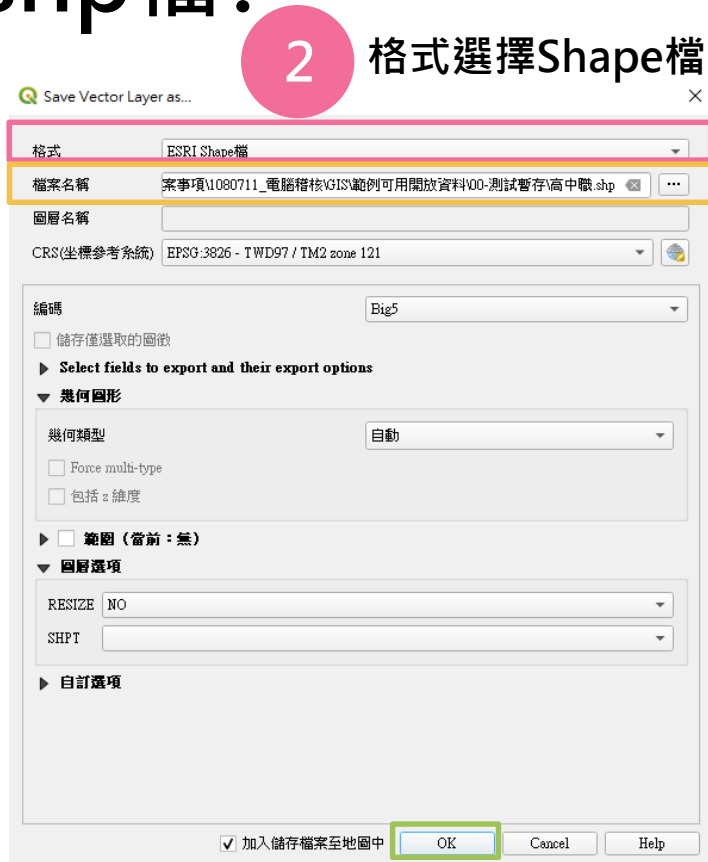 shp檔？
2 格式選擇Shape檔
Save Vector Layer as...
格式 ESRI Shape檔
檔案名稱 案事項\1080711_電腦稽核\GIS\範例可用開放資料\00-測試暫存\高中職.shp ...
圖層名稱
CRS(坐標參考系統) EPSG:3826 - TWD97 / TM2 zone 121
編碼 Big5
儲存僅選取的圖徵
Select fields to export and their export options
幾何圖形
幾何類型 自動
Force multi-type
包括 z 維度
範圍（當前：無）
圖層選項
RESIZE NO
SHPT
自訂選項
加入儲存檔案至地圖中 OK Cancel Help